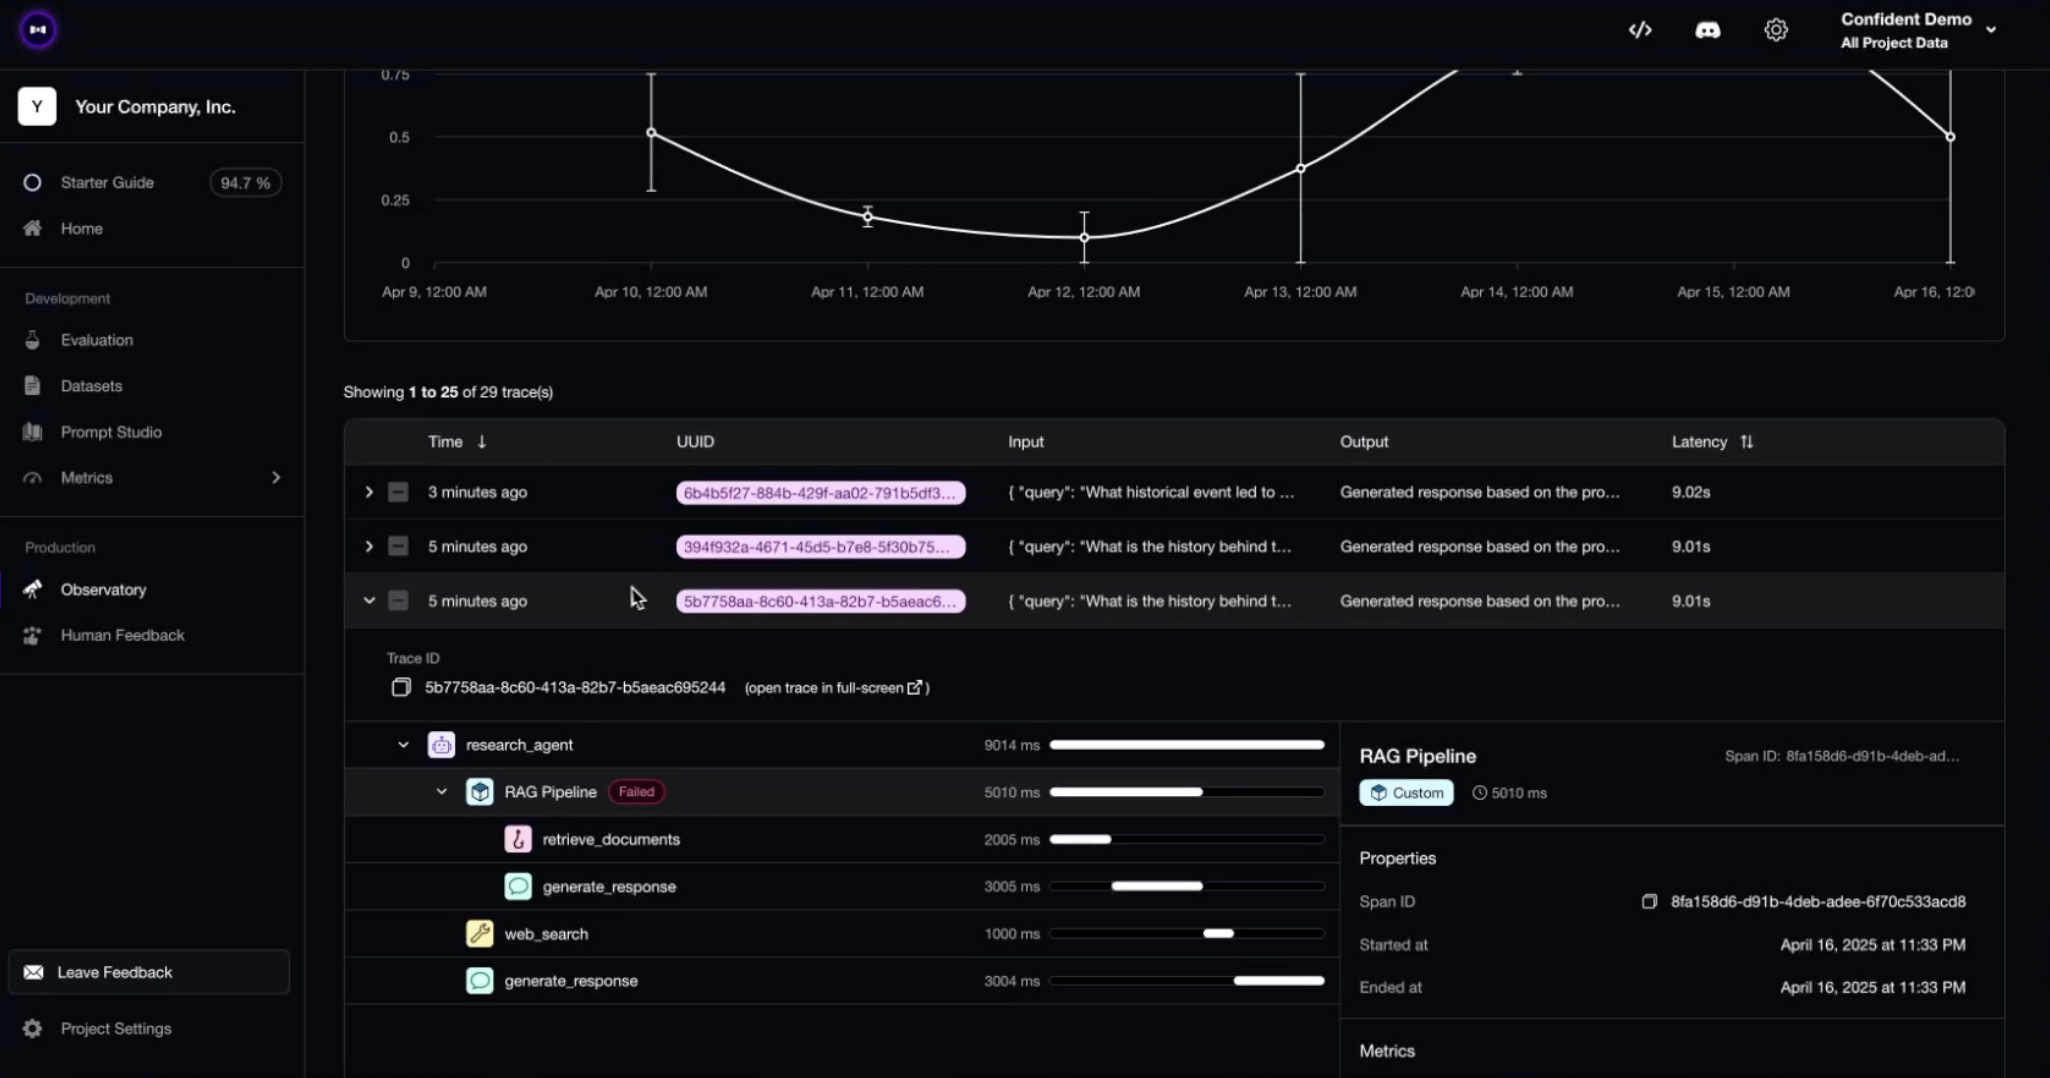 Confident Demo
All Project Data
Y
Your Company, Inc.
Starter Guide 94.7 %
Home
Development
Evaluation
Datasets
Prompt Studio
Metrics
Production
Observatory
Human Feedback
Leave Feedback
Project Settings
0.75
0.5
0.25
0
Apr 9, 12:00 AM Apr 10, 12:00 AM Apr 11, 12:00 AM Apr 12, 12:00 AM Apr 13, 12:00 AM Apr 14, 12:00 AM Apr 15, 12:00 AM Apr 16, 12:0
Showing 1 to 25 of 29 trace(s)
Time UUID Input Output Latency
3 minutes ago 6b4b5f27-884b-429f-aa02-791b5df3... { "query": "What historical event led to ... Generated response based on the pro... 9.02s
5 minutes ago 394f932a-4671-45d5-b7e8-5f30b75... { "query": "What is the history behind t... Generated response based on the pro... 9.01s
5 minutes ago 5b7758aa-8c60-413a-82b7-b5aeac6... { "query": "What is the history behind t... Generated response based on the pro... 9.01s
Trace ID
5b7758aa-8c60-413a-82b7-b5aeac695244 (open trace in full-screen )
research_agent 9014 ms
RAG Pipeline Failed 5010 ms
retrieve_documents 2005 ms
generate_response 3005 ms
web_search 1000 ms
generate_response 3004 ms
RAG Pipeline Span ID: 8fa158d6-d91b-4deb-ad...
Custom 5010 ms
Properties
Span ID 8fa158d6-d91b-4deb-adee-6f70c533acd8
Started at April 16, 2025 at 11:33 PM
Ended at April 16, 2025 at 11:33 PM
Metrics